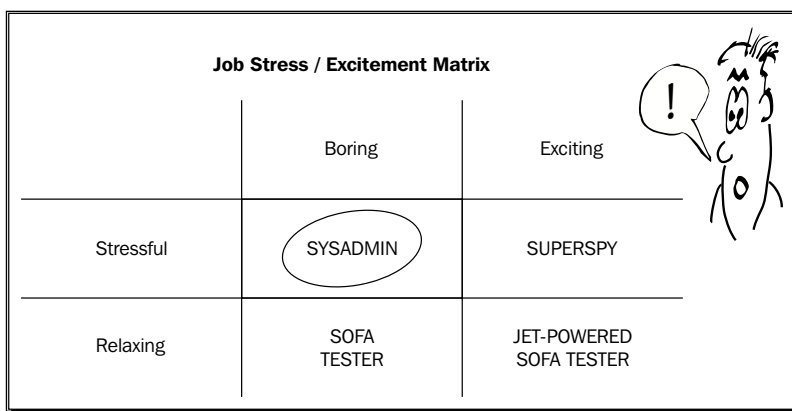 Job Stress / Excitement Matrix
!
Boring
Exciting
Stressful
SYSADMIN
SUPERSPY
Relaxing
SOFA
TESTER
JET-POWERED
SOFA TESTER